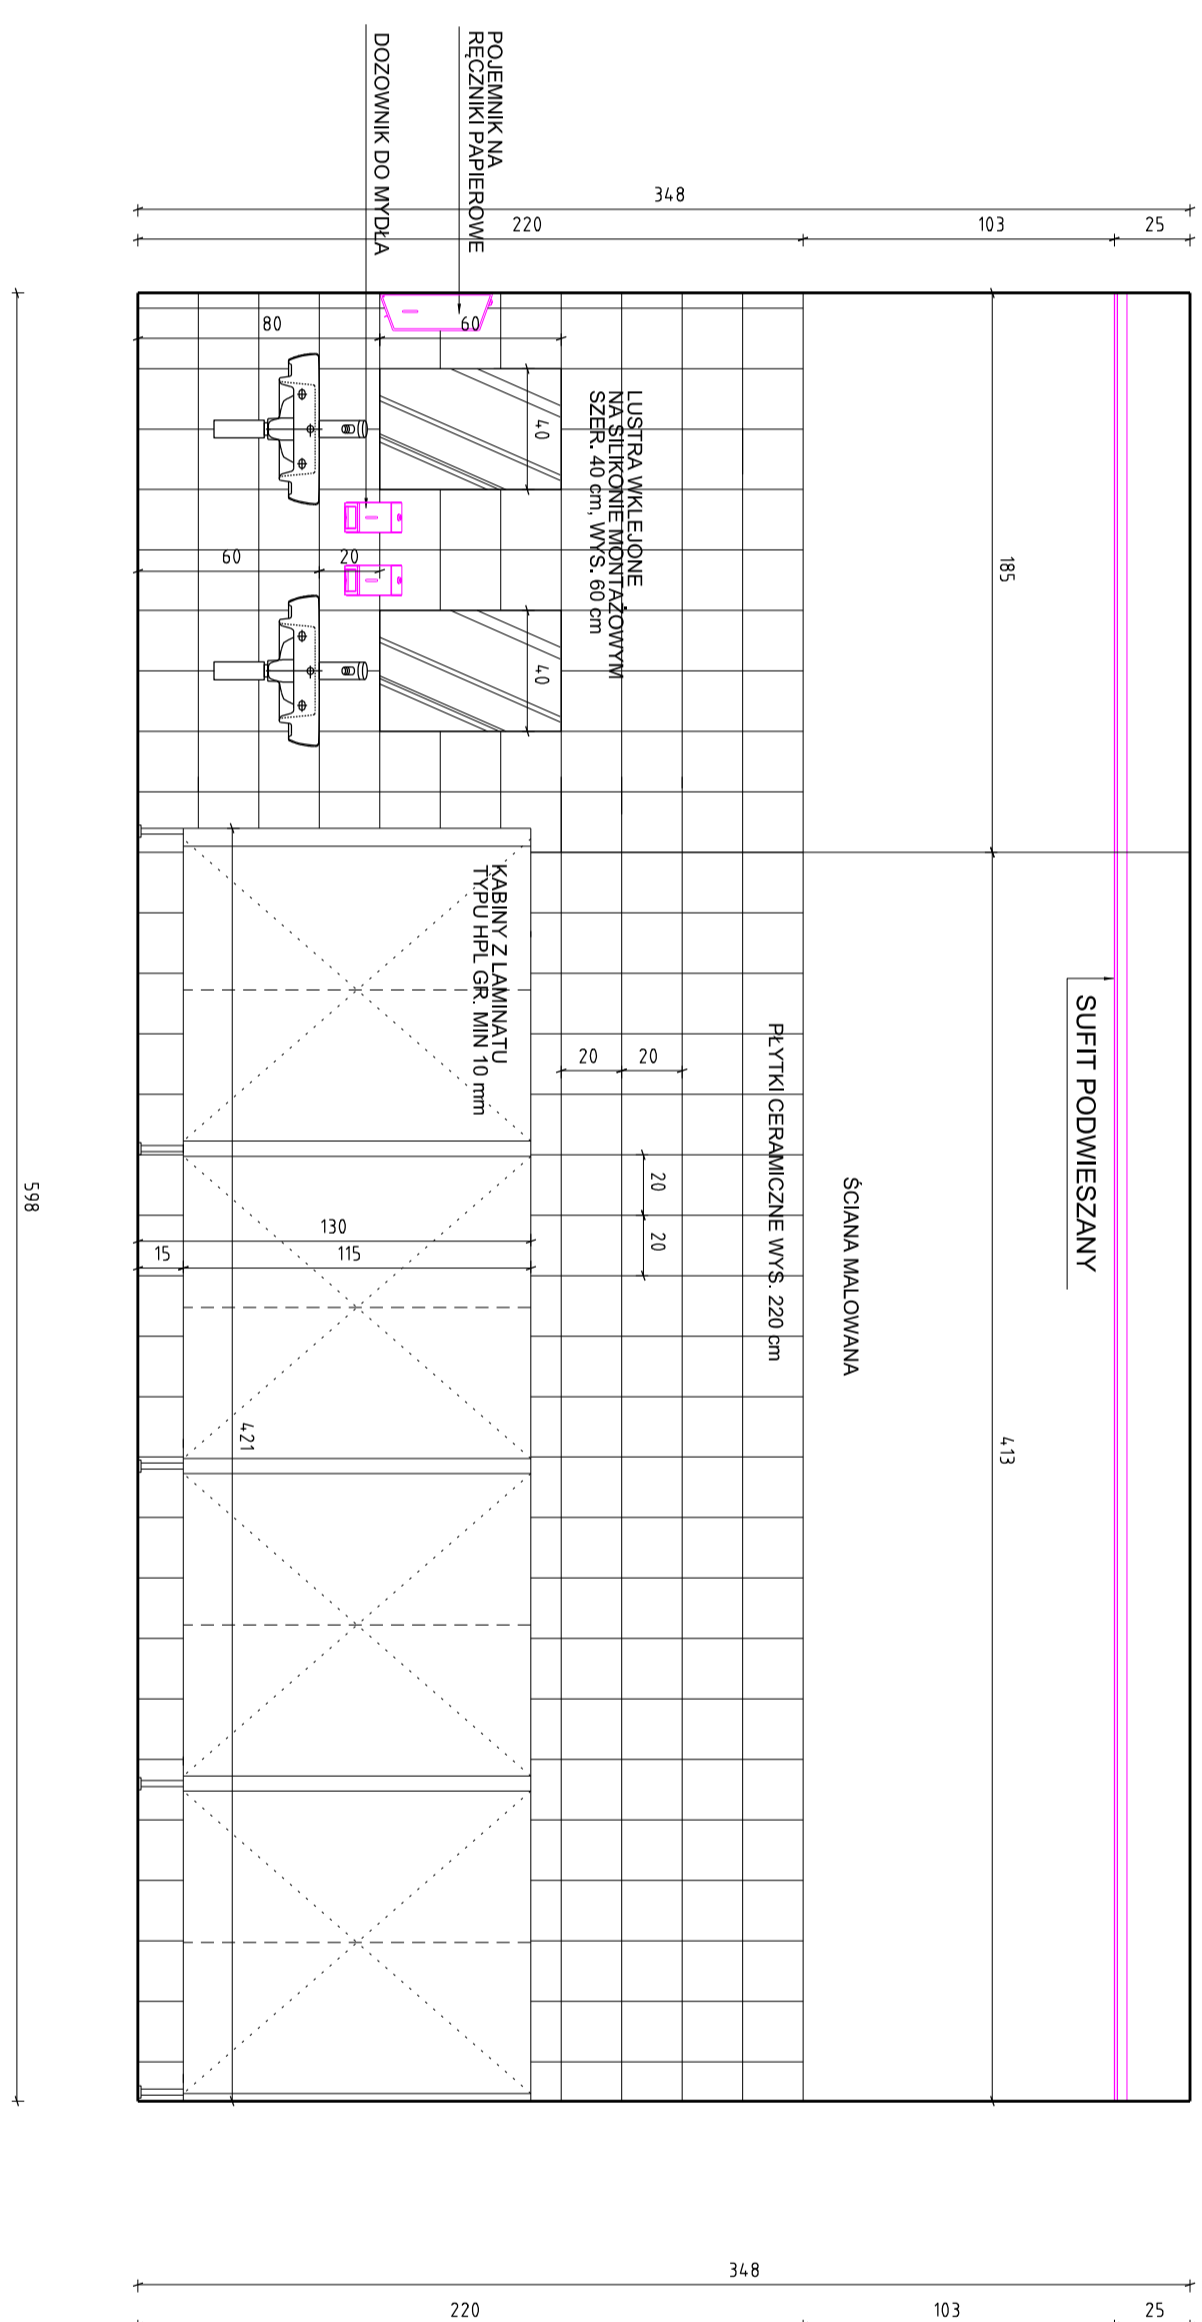 POJEMNIK NA
RĘCZNIKI PAPIEROWE
DOZOWNIK DO MYDŁA
348
220
103
25
80
60
LUSTRA WKLEJONE
NA SILIKONIE MONTAŻOWYM
SZER. 40 cm, WYS. 60 cm
40
60
20
40
185
SUFIT PODWIESZANY
KABINY Z LAMINATU
TYPU HPL GR. MIN 10 mm
20
20
PŁYTKI CERAMICZNE WYS. 220 cm
ŚCIANA MALOWANA
20
20
130
15
115
421
413
598
348
220
103
25